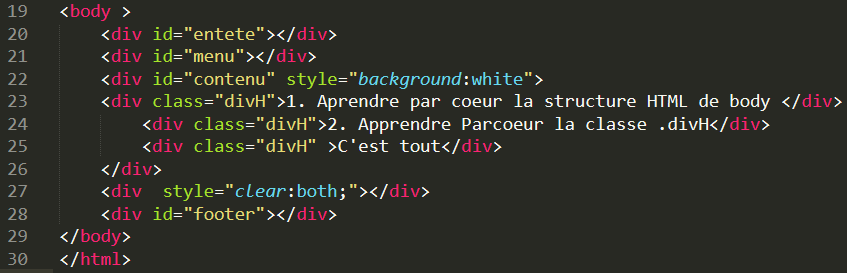 19 <body >
20 <div id="entete"></div>
21 <div id="menu"></div>
22 <div id="contenu" style="background:white">
23 <div class="divH">1. Aprendre par coeur la structure HTML de body </div>
24 <div class="divH">2. Apprendre Parcoeur la classe .divH</div>
25 <div class="divH" >C'est tout</div>
26 </div>
27 <div  style="clear:both;"></div>
28 <div id="footer"></div>
29 </body>
30 </html>